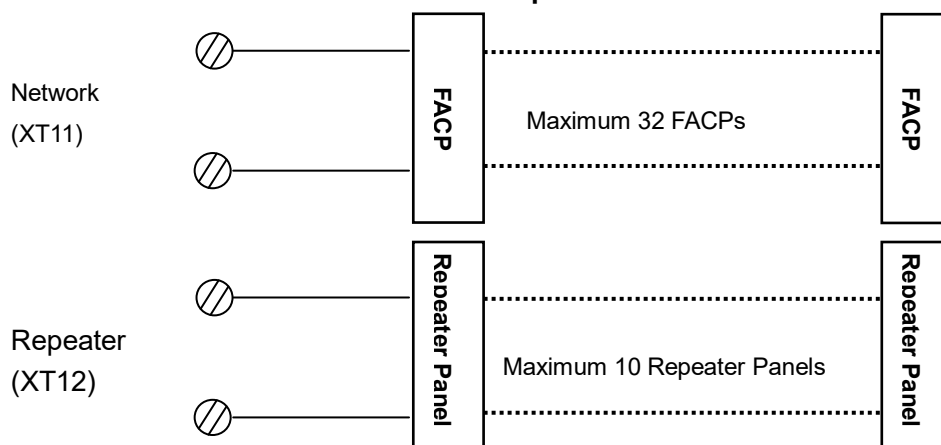 Network
(XT11)
FACP
Maximum 32 FACPs
FACP
Repeater
(XT12)
Repeater Panel
Maximum 10 Repeater Panels
Repeater Panel